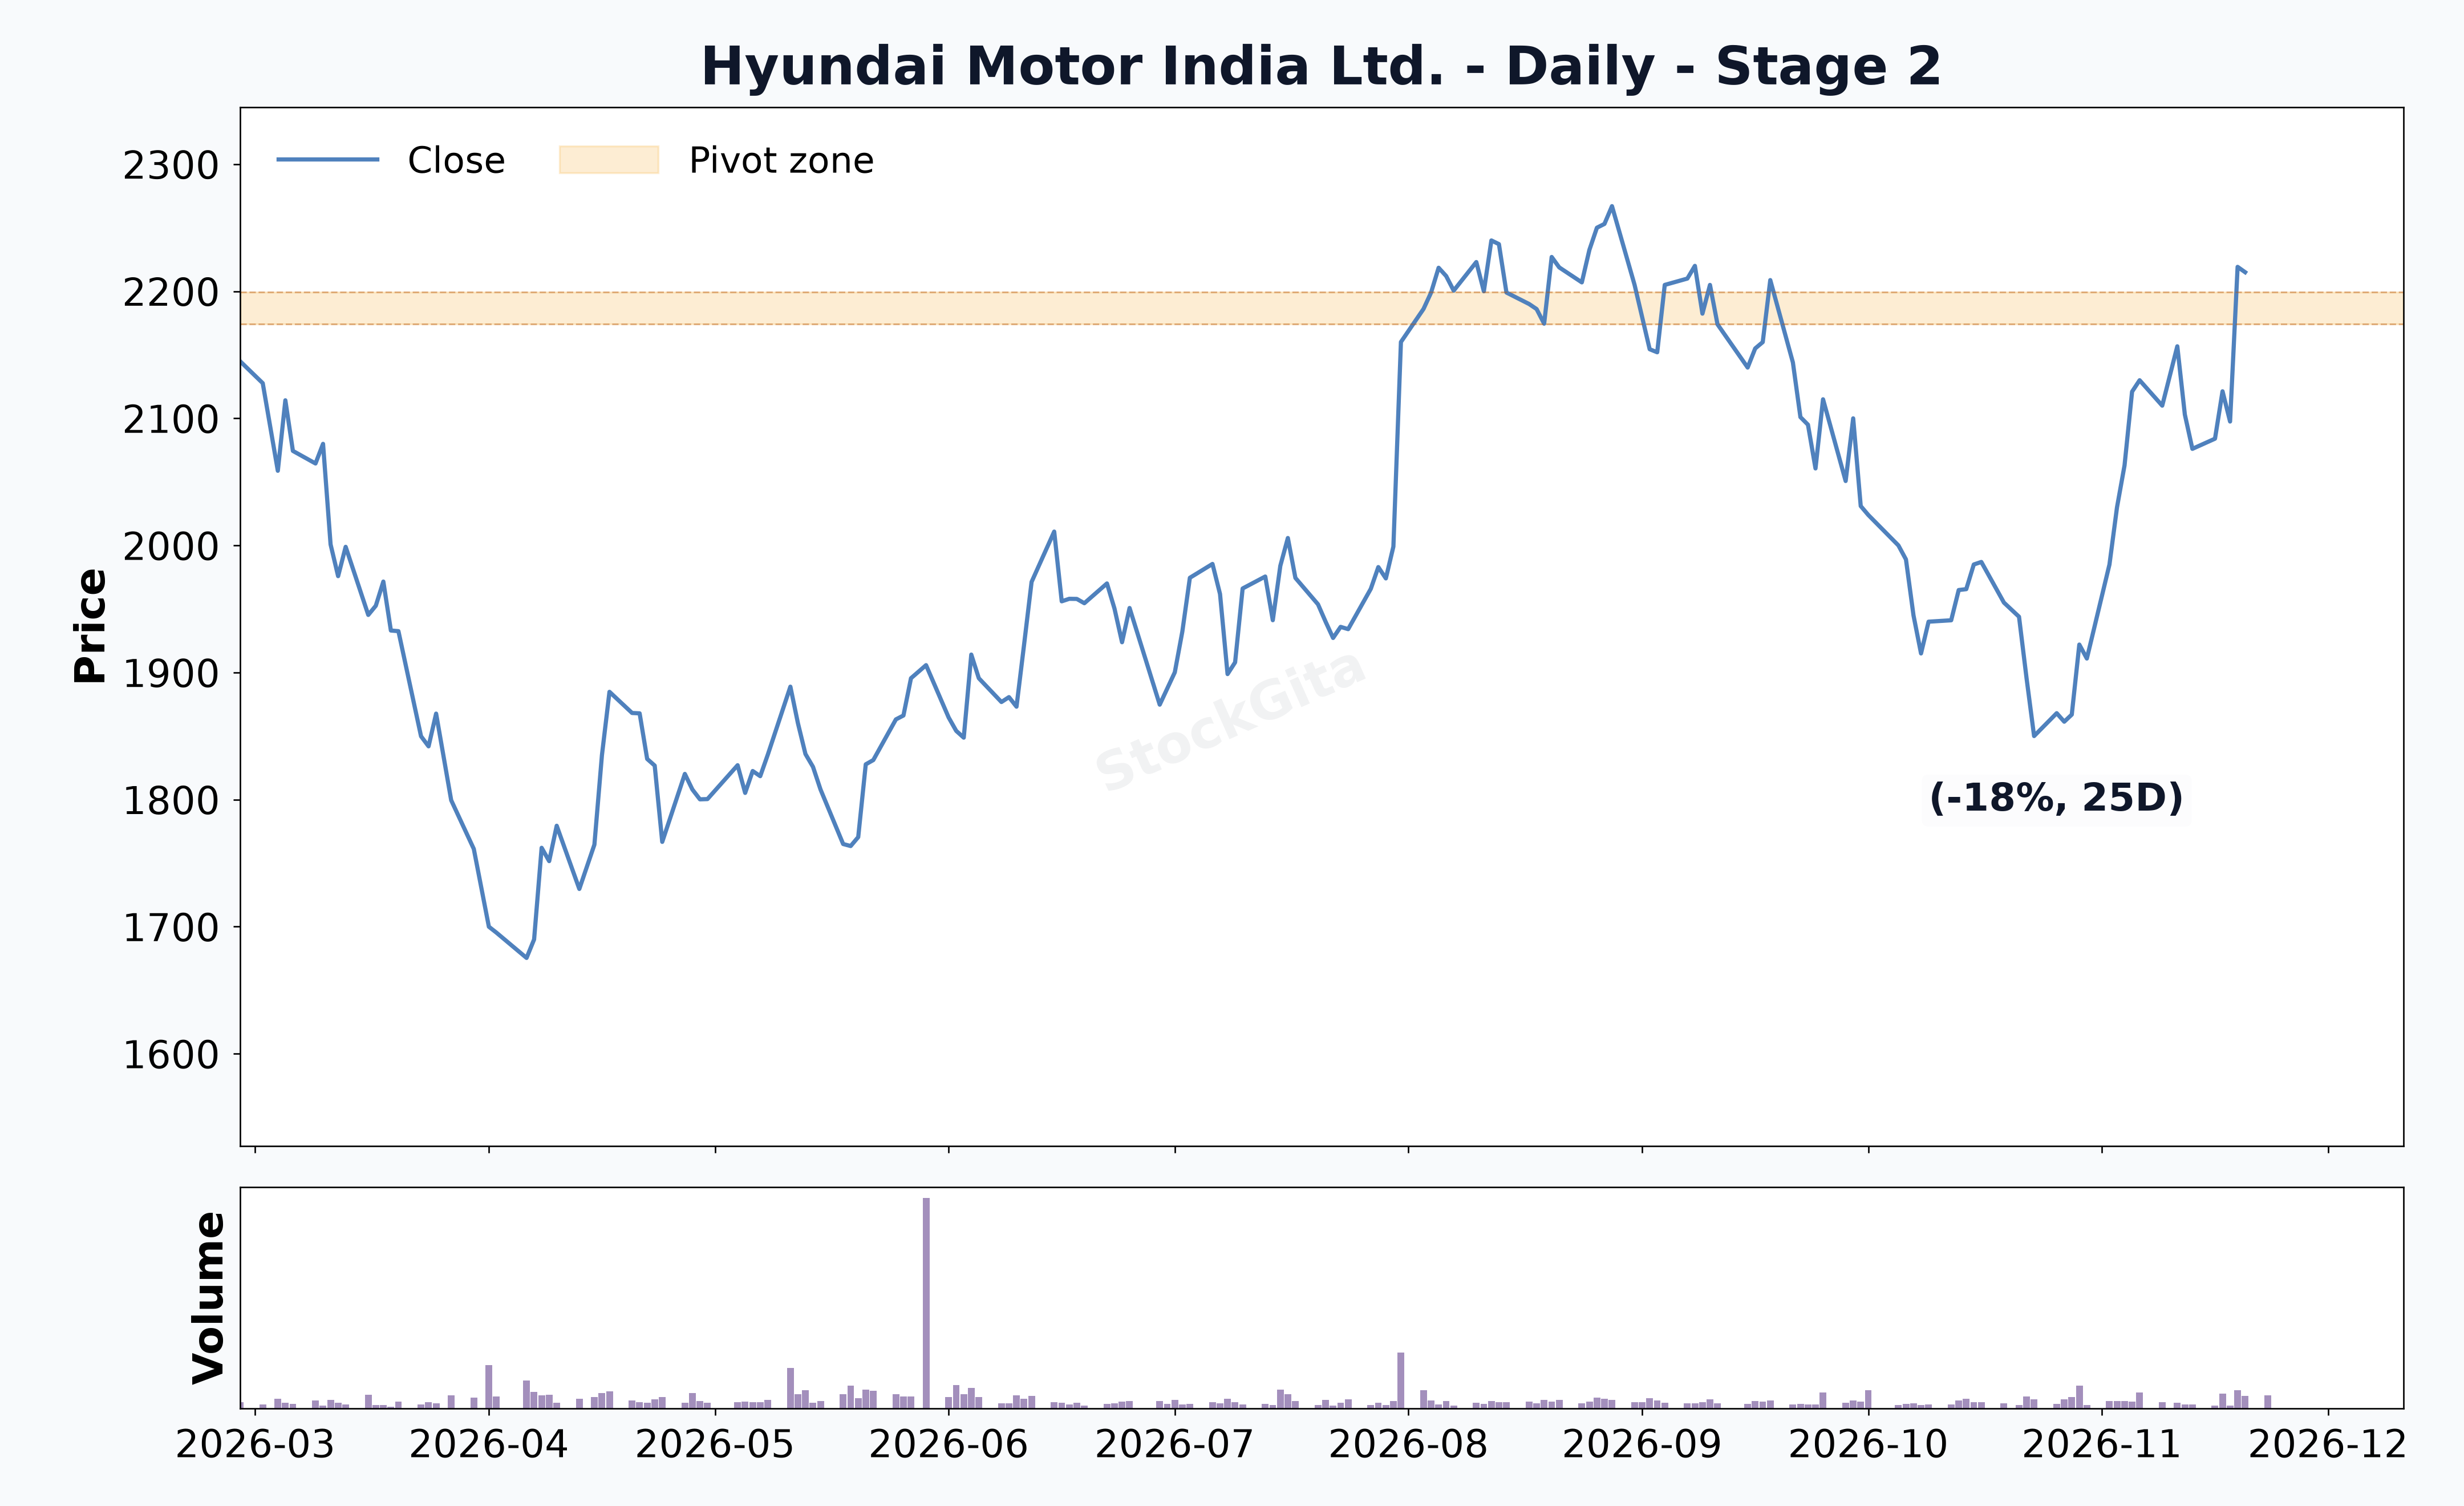 Hyundai Motor India Ltd. - Daily - Stage 2
Close
Pivot zone
2300
2200
2100
2000
1900
1800
1700
1600
Price
StockGita
(-18%, 25D)
Volume
2026-03
2026-04
2026-05
2026-06
2026-07
2026-08
2026-09
2026-10
2026-11
2026-12